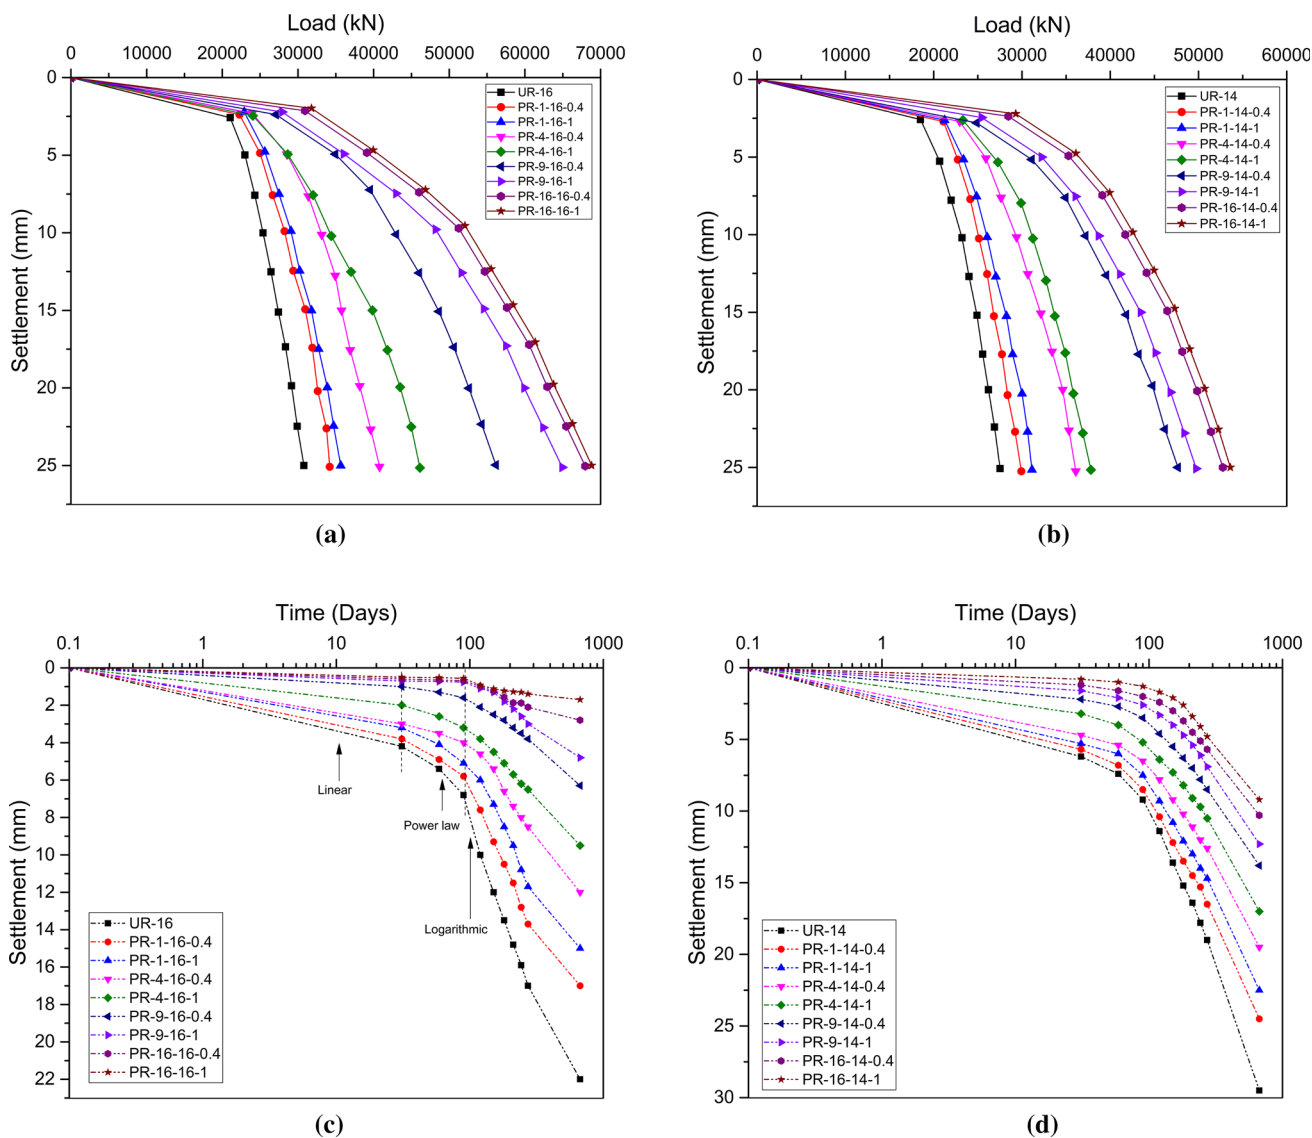 Load (kN)
0 10000 20000 30000 40000 50000 60000 70000
Settlement (mm)
0
5
10
15
20
25
UR-16
PR-1-16-0.4
PR-1-16-1
PR-4-16-0.4
PR-4-16-1
PR-9-16-0.4
PR-9-16-1
PR-16-16-0.4
PR-16-16-1
(a)
Load (kN)
0 10000 20000 30000 40000 50000 60000
Settlement (mm)
0
5
10
15
20
25
UR-14
PR-1-14-0.4
PR-1-14-1
PR-4-14-0.4
PR-4-14-1
PR-9-14-0.4
PR-9-14-1
PR-16-14-0.4
PR-16-14-1
(b)
Time (Days)
0.1 1 10 100 1000
Settlement (mm)
0
2
4
6
8
10
12
14
16
18
20
22
Linear
Power law
Logarithmic
UR-16
PR-1-16-0.4
PR-1-16-1
PR-4-16-0.4
PR-4-16-1
PR-9-16-0.4
PR-9-16-1
PR-16-16-0.4
PR-16-16-1
(c)
Time (Days)
0.1 1 10 100 1000
Settlement (mm)
0
5
10
15
20
25
30
UR-14
PR-1-14-0.4
PR-1-14-1
PR-4-14-0.4
PR-4-14-1
PR-9-14-0.4
PR-9-14-1
PR-16-14-0.4
PR-16-14-1
(d)